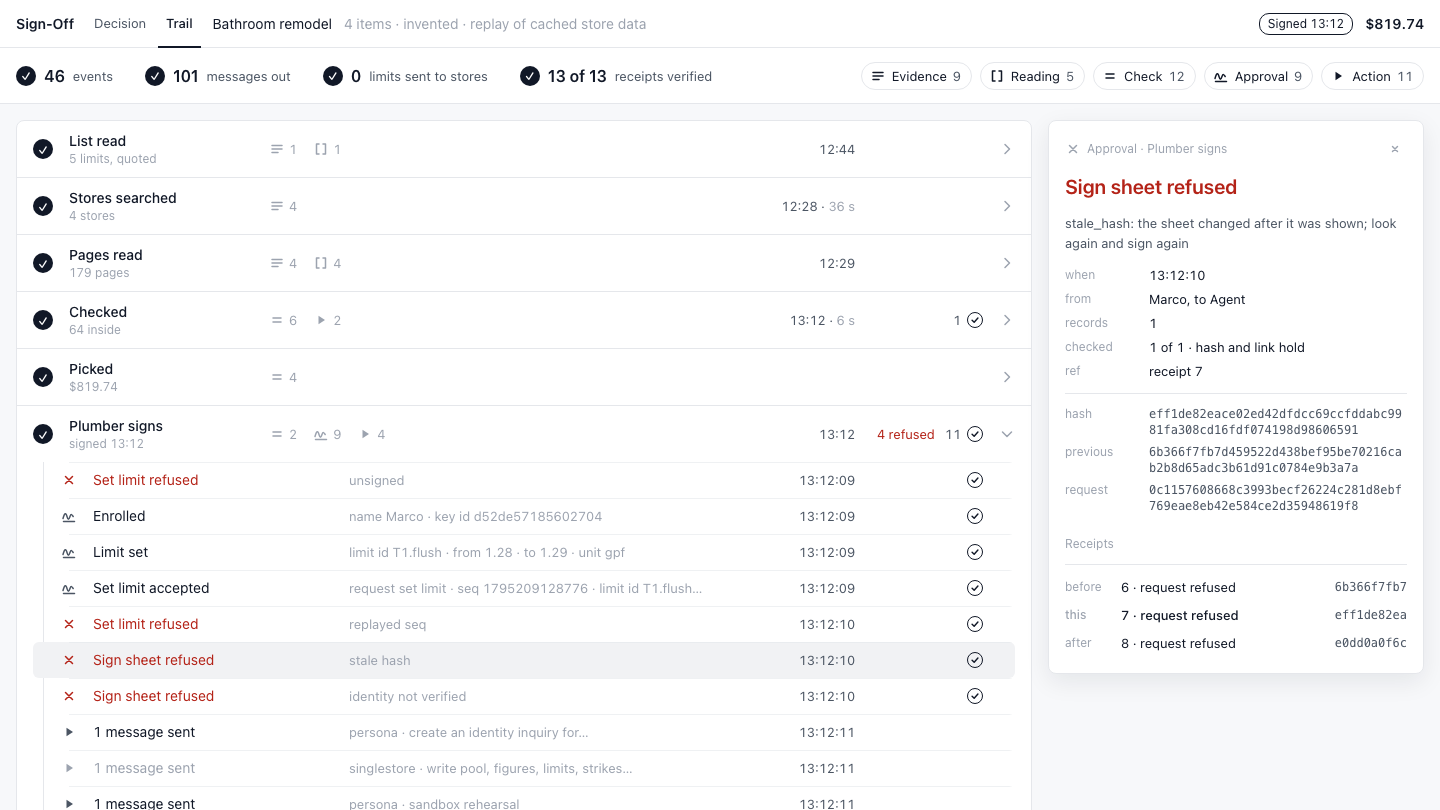 Sign-Off Decision Trail Bathroom remodel 4 items · invented · replay of cached store data Signed 13:12 $819.74
46 events 101 messages out 0 limits sent to stores 13 of 13 receipts verified Evidence 9 Reading 5 Check 12 Approval 9 Action 11
List read
5 limits, quoted
1 1 12:44
Stores searched
4 stores
4 12:28 · 36 s
Pages read
179 pages
4 4 12:29
Checked
64 inside
6 2 13:12 · 6 s 1
Picked
$819.74
4
Plumber signs
signed 13:12
2 9 4 13:12 4 refused 11
Set limit refused unsigned 13:12:09
Enrolled name Marco · key id d52de57185602704 13:12:09
Limit set limit id T1.flush · from 1.28 · to 1.29 · unit gpf 13:12:09
Set limit accepted request set limit · seq 1795209128776 · limit id T1.flush... 13:12:09
Set limit refused replayed seq 13:12:10
Sign sheet refused stale hash 13:12:10
Sign sheet refused identity not verified 13:12:10
1 message sent persona · create an identity inquiry for... 13:12:11
1 message sent singlestore · write pool, figures, limits, strikes... 13:12:11
1 message sent persona · sandbox rehearsal 13:12:11
Approval · Plumber signs
Sign sheet refused
stale_hash: the sheet changed after it was shown; look
again and sign again
when 13:12:10
from Marco, to Agent
records 1
checked 1 of 1 · hash and link hold
ref receipt 7
hash eff1de82eace02ed42dfdcc69ccfddabc99
81fa308cd16fdf074198d98606591
previous 6b366f7fb7d459522d438bef95be70216ca
b2b8d65adc3b61d91c0784e9b3a7a
request 0c1157608668c3993becf26224c281d8ebf
769eae8eb42e584ce2d35948619f8
Receipts
before 6 · request refused 6b366f7fb7
this 7 · request refused eff1de82ea
after 8 · request refused e0dd0a0f6c